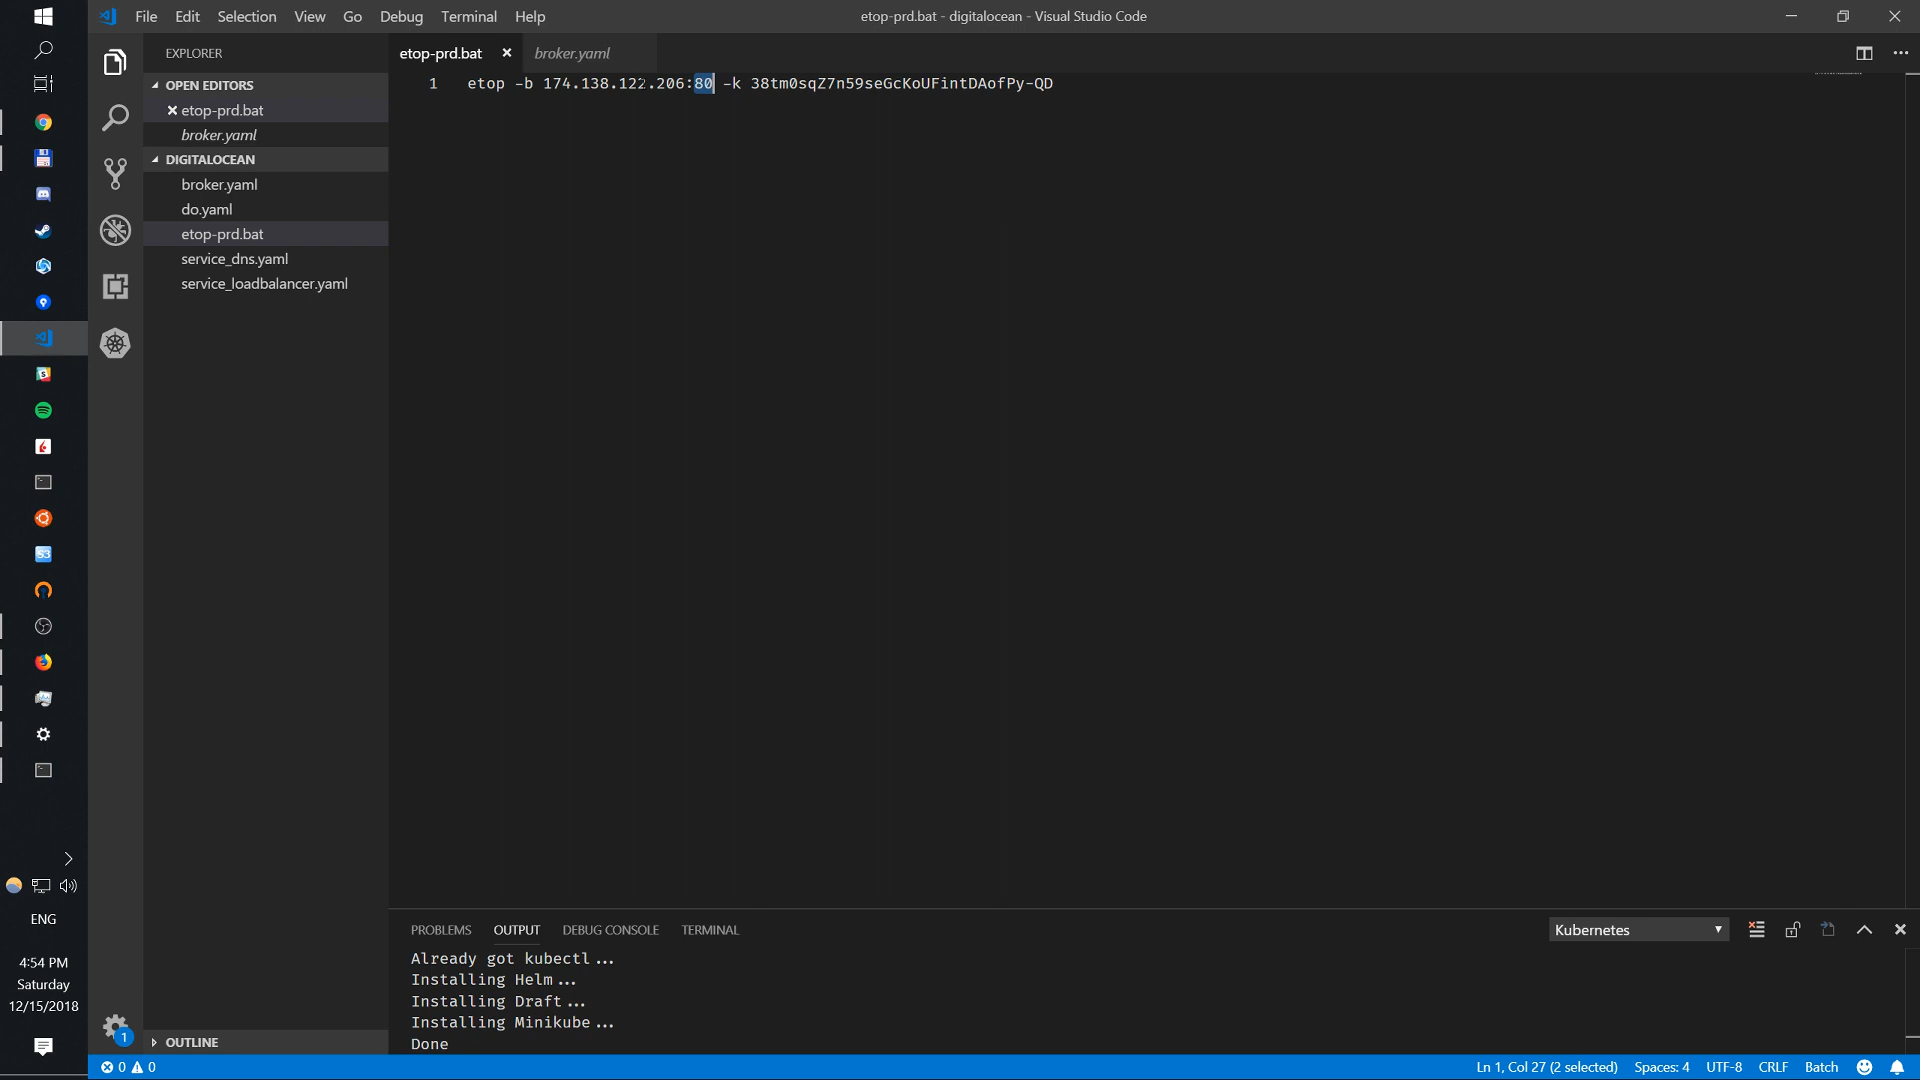 File Edit Selection View Go Debug Terminal Help
etop-prd.bat - digitalocean - Visual Studio Code
EXPLORER
OPEN EDITORS
etop-prd.bat
broker.yaml
DIGITALOCEAN
broker.yaml
do.yaml
etop-prd.bat
service_dns.yaml
service_loadbalancer.yaml
OUTLINE
etop-prd.bat
broker.yaml
1 etop -b 174.138.122.206:80 -k 38tm0sqZ7n59seGcKoUFintDAofPy-QD
PROBLEMS OUTPUT DEBUG CONSOLE TERMINAL
Kubernetes
Already got kubectl ...
Installing Helm ...
Installing Draft ...
Installing Minikube ...
Done
S3
ENG
4:54 PM
Saturday
12/15/2018
1
0 0
Ln 1, Col 27 (2 selected) Spaces: 4 UTF-8 CRLF Batch